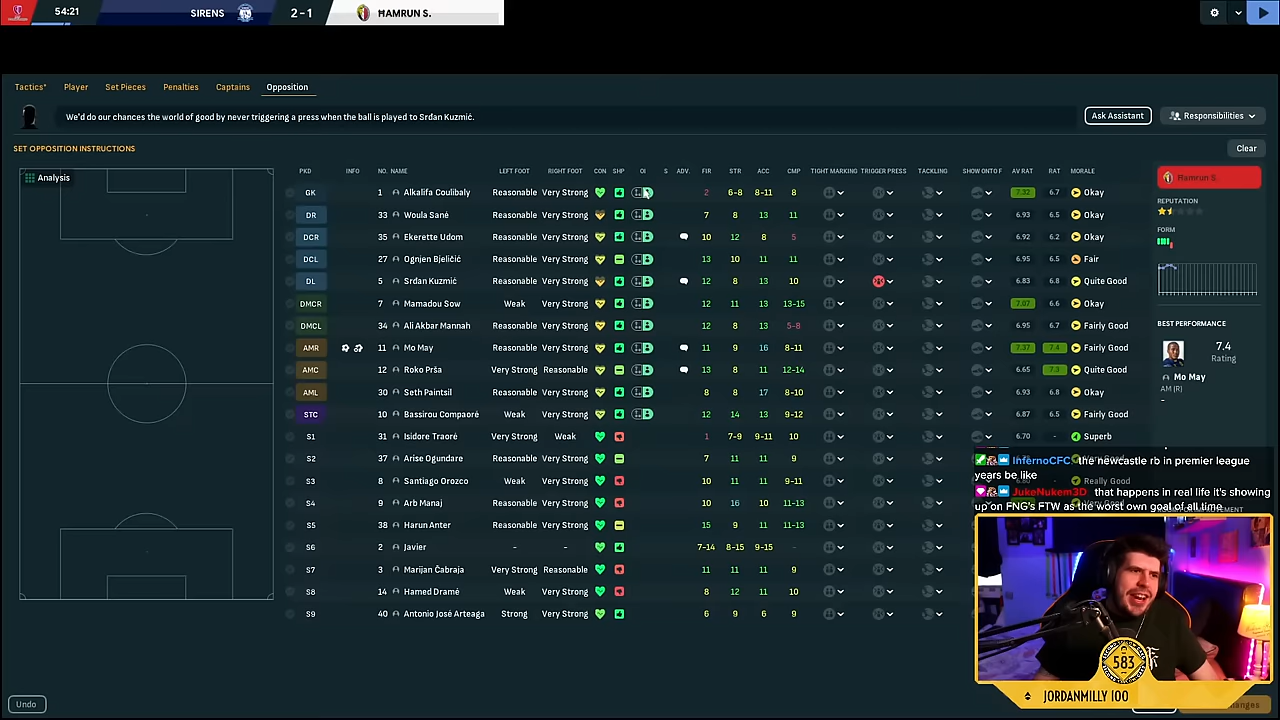 54:21 SIRENS 2 - 1 ĦAMRUN S.
Tactics* Player Set Pieces Penalties Captains Opposition
We'd do our chances the world of good by never triggering a press when the ball is played to Srđan Kuzmić. Ask Assistant Responsibilities
SET OPPOSITION INSTRUCTIONS Clear
Analysis
PKD INFO NO. NAME LEFT FOOT RIGHT FOOT CON SHP OI S ADV. FIR STR ACC CMP TIGHT MARKING TRIGGER PRESS TACKLING SHOW ONTO F AV RAT RAT MORALE
GK 1 Alkalifa Coulibaly Reasonable Very Strong 2 6-8 8-11 8 7.32 6.7 Okay
DR 33 Woula Sané Reasonable Very Strong 7 8 13 11 6.93 6.5 Okay
DCR 35 Ekerette Udom Reasonable Very Strong 10 12 8 5 6.92 6.2 Okay
DCL 27 Ognjen Bjeličić Reasonable Very Strong 13 10 11 11 6.95 6.5 Fair
DL 5 Srđan Kuzmić Reasonable Very Strong 12 8 13 10 6.83 6.8 Quite Good
DMCR 7 Mamadou Sow Weak Very Strong 12 11 13 13-15 7.07 6.6 Okay
DMCL 34 Ali Akbar Mannah Reasonable Very Strong 12 8 13 5-8 6.95 6.7 Fairly Good
AMR 11 Mo May Reasonable Very Strong 11 9 16 8-11 7.37 7.4 Fairly Good
AMC 12 Roko Prša Very Strong Reasonable 13 8 11 12-14 6.65 7.3 Quite Good
AML 30 Seth Paintsil Reasonable Very Strong 11 8 17 8-10 6.93 6.8 Okay
STC 10 Bassirou Compaoré Weak Very Strong 12 14 13 9-12 6.87 6.5 Fairly Good
S1 31 Isidore Traoré Very Strong Weak 1 7-9 9-11 10 6.70 - Superb
S2 37 Arise Ogundare Reasonable Very Strong 7 11 11 9
8 Santiago Orozco Weak Very Strong 10 11 11 9-11 Really Good
9 Arb Manaj Reasonable Very Strong 10 16 10 11-13
S5 38 Harun Anter Reasonable Very Strong 15 9 11 11-13
S6 2 Javier - - 7-14 8-15 9-15 -
S7 3 Marijan Čabraja Very Strong Reasonable 11 11 11 9
S8 14 Hamed Dramé Weak Very Strong 8 12 11 10
S9 40 Antonio José Arteaga Strong Very Strong 6 9 6 9
Ħamrun S.
REPUTATION
FORM
BEST PERFORMANCE
7.4
Rating
Mo May
AM (R)
-
InfernoCFC the newcastle rb in premier league
years be like
JukeNukem3D that happens in real life it's showing
up on FNG's FTW as the worst own goal of all time
583
JORDANMILLY 100
Undo